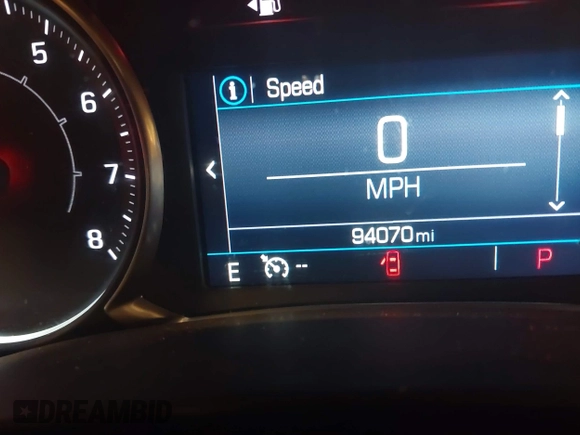 5
6
7
8
i Speed
0
MPH
94070 mi
E -- P
DREAMBID